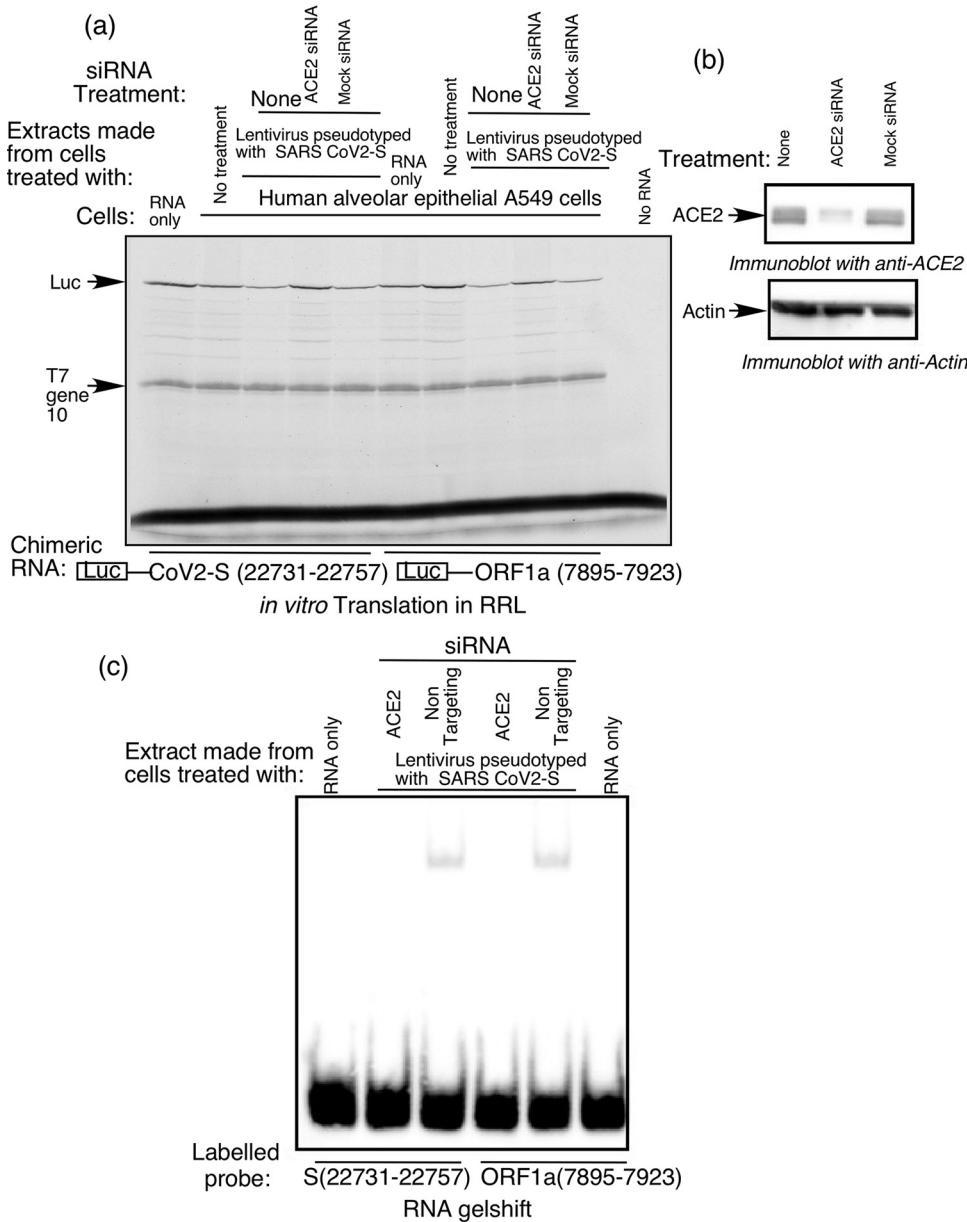 (a)
siRNA
Treatment:
None
ACE2 siRNA
Mock siRNA
None
ACE2 siRNA
Mock siRNA
Extracts made
from cells
treated with:
No treatment
Lentivirus pseudotyped
with SARS CoV2-S
RNA
only
No treatment
Lentivirus pseudotyped
with SARS CoV2-S
Cells:
RNA
only
Human alveolar epithelial A549 cells
No RNA
Luc
T7
gene
10
Chimeric
RNA:
Luc CoV2-S (22731-22757)
Luc ORF1a (7895-7923)
in vitro Translation in RRL
(b)
Treatment:
None
ACE2 siRNA
Mock siRNA
ACE2
Immunoblot with anti-ACE2
Actin
Immunoblot with anti-Actin
(c)
siRNA
RNA only
ACE2
Non
Targeting
ACE2
Non
Targeting
RNA only
Extract made from
cells treated with:
Lentivirus pseudotyped
with SARS CoV2-S
Labelled
probe:
S(22731-22757)
ORF1a(7895-7923)
RNA gelshift